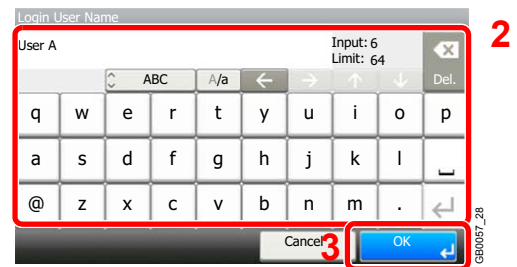 Login User Name
User A
Input: 6
Limit: 64
2
ABC A/a Del.
q w e r t y u i o p
a s d f g h j k l
@ z x c v b n m .
Cancel 3 OK
GB0057_28